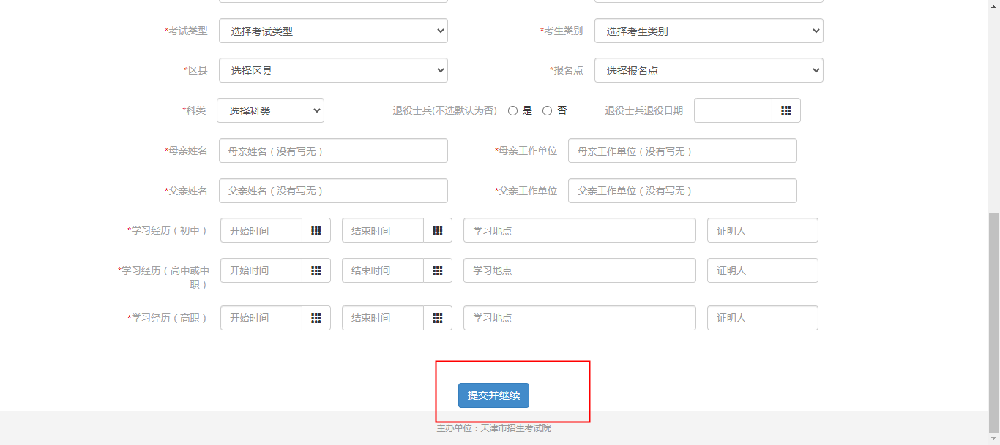 *考试类型 选择考试类型 *考生类别 选择考生类别
*区县 选择区县 *报名点 选择报名点
*科类 选择科类 退役士兵(不选默认为否) 是 否 退役士兵退役日期
*母亲姓名 母亲姓名（没有写无） *母亲工作单位 母亲工作单位（没有写无）
*父亲姓名 父亲姓名（没有写无） *父亲工作单位 父亲工作单位（没有写无）
*学习经历（初中） 开始时间 结束时间 学习地点 证明人
*学习经历（高中或中 开始时间 结束时间 学习地点 证明人
职）
*学习经历（高职） 开始时间 结束时间 学习地点 证明人
提交并继续
主办单位：天津市招生考试院